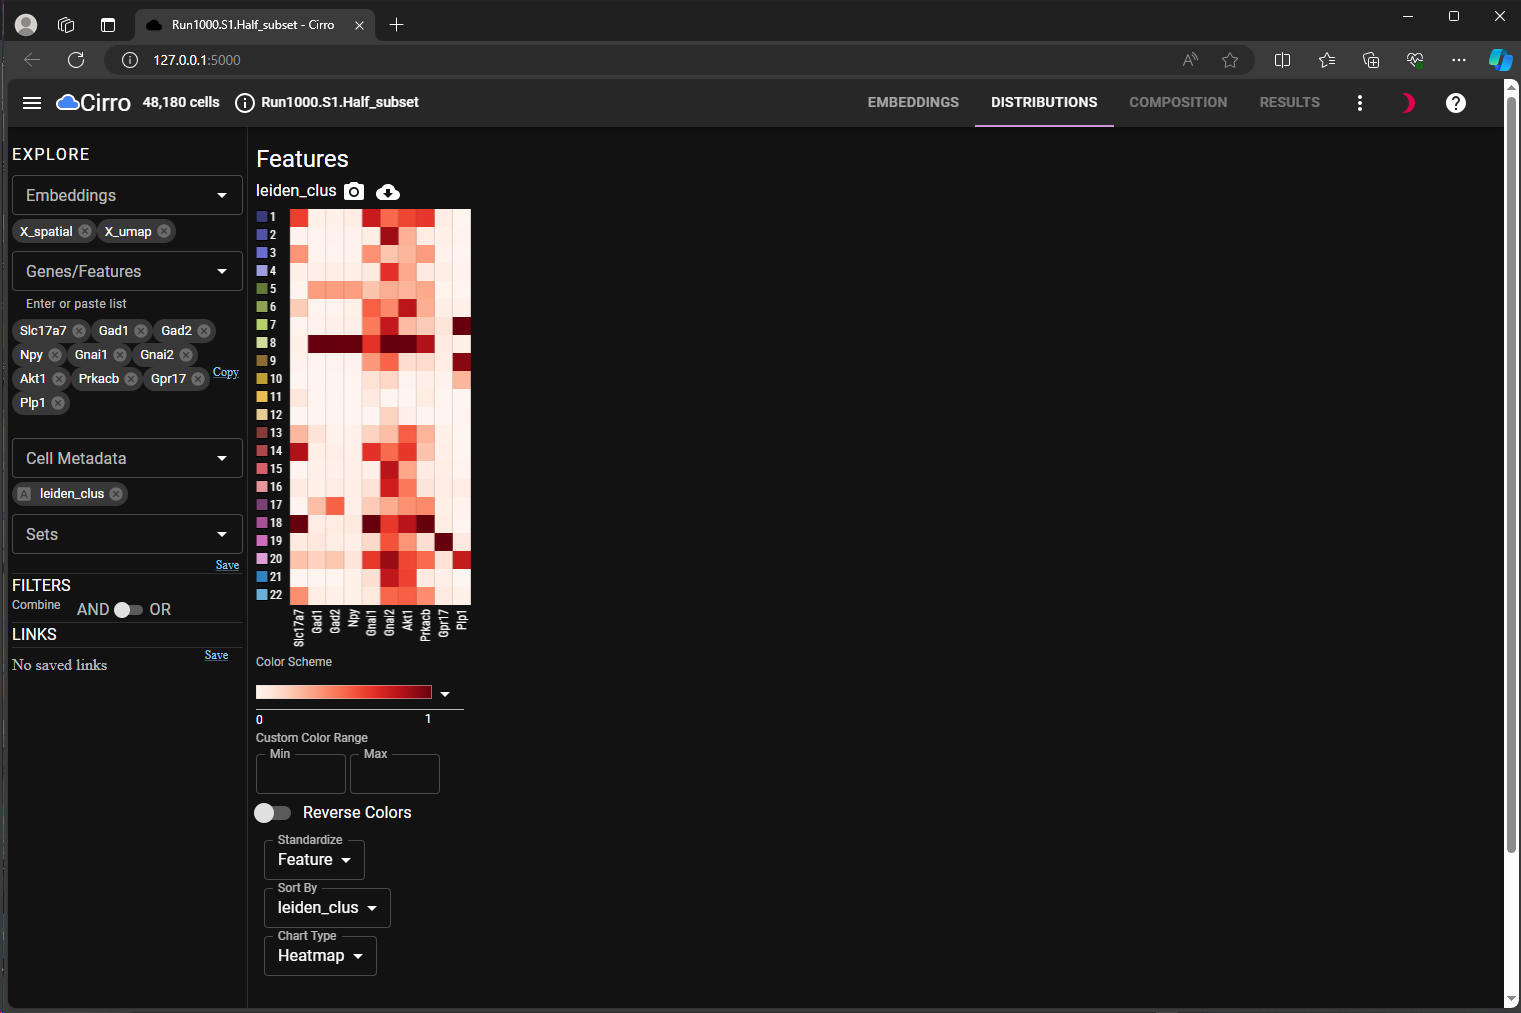 Run1000.S1.Half_subset - Cirro
127.0.0.1:5000
Cirro 48,180 cells Run1000.S1.Half_subset EMBEDDINGS DISTRIBUTIONS COMPOSITION RESULTS
EXPLORE
Embeddings
X_spatial X_umap
Genes/Features
Enter or paste list
Slc17a7 Gad1 Gad2
Npy Gnai1 Gnai2
Akt1 Prkacb Gpr17 Copy
Plp1
Cell Metadata
A leiden_clus
Sets
Save
FILTERS
Combine AND OR
LINKS
Save
No saved links
Features
leiden_clus
1
2
3
4
5
6
7
8
9
10
11
12
13
14
15
16
17
18
19
20
21
22
Slc17a7 Gad1 Gad2 Npy Gnai1 Gnai2 Akt1 Prkacb Gpr17 Plp1
Color Scheme
0 1
Custom Color Range
Min Max
Reverse Colors
Standardize
Feature
Sort By
leiden_clus
Chart Type
Heatmap